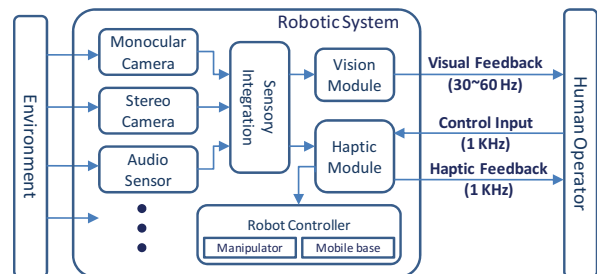 Robotic System
Environment
Monocular
Camera
Stereo
Camera
Audio
Sensor
Sensory
Integration
Vision
Module
Haptic
Module
Robot Controller
Manipulator
Mobile base
Visual Feedback
(30~60 Hz)
Control Input
(1 KHz)
Haptic Feedback
(1 KHz)
Human Operator